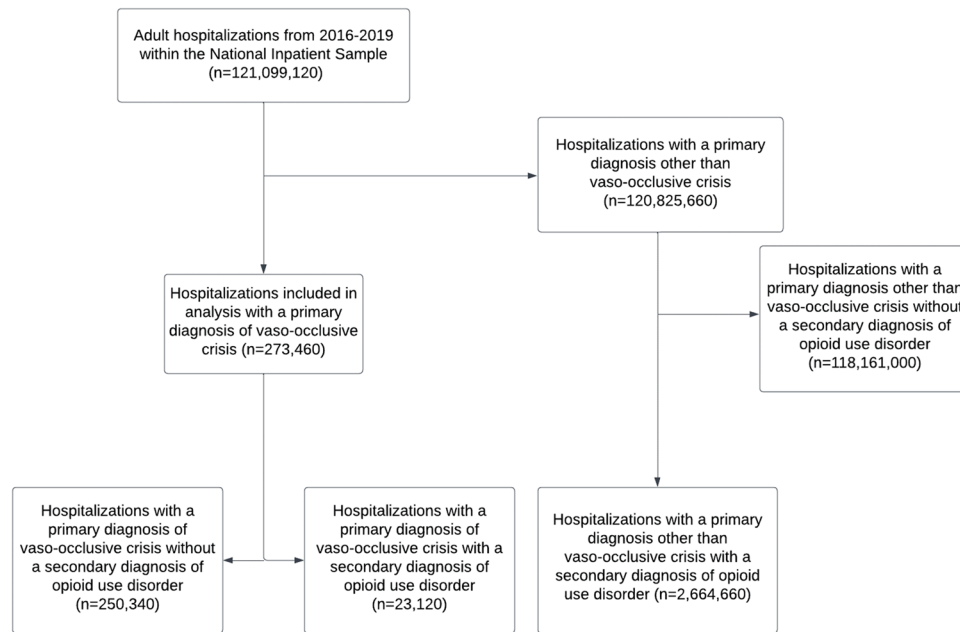 Adult hospitalizations from 2016-2019
within the National Inpatient Sample
(n=121,099,120)
Hospitalizations with a primary
diagnosis other than
vaso-occlusive crisis
(n=120,825,660)
Hospitalizations with a
primary diagnosis other than
vaso-occlusive crisis without
a secondary diagnosis of
opioid use disorder
(n=118,161,000)
Hospitalizations included in
analysis with a primary
diagnosis of vaso-occlusive
crisis (n=273,460)
Hospitalizations with a
primary diagnosis of
vaso-occlusive crisis without
a secondary diagnosis of
opioid use disorder
(n=250,340)
Hospitalizations with a
primary diagnosis of
vaso-occlusive crisis with a
secondary diagnosis of
opioid use disorder
(n=23,120)
Hospitalizations with a primary
diagnosis other than
vaso-occlusive crisis with a
secondary diagnosis of opioid
use disorder (n=2,664,660)